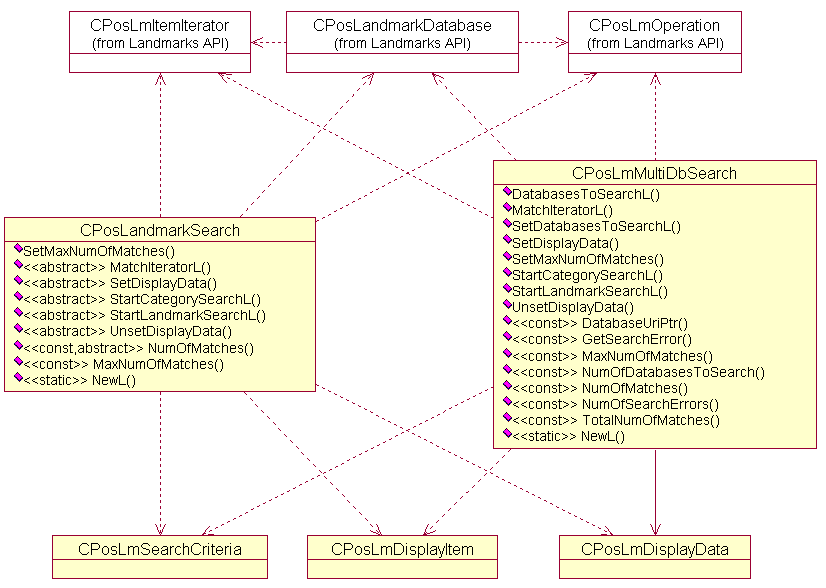 CPosLmItemIterator
(from Landmarks API)
CPosLandmarkDatabase
(from Landmarks API)
CPosLmOperation
(from Landmarks API)
CPosLandmarkSearch
SetMaxNumOfMatches()
<<abstract>> MatchIteratorL()
<<abstract>> SetDisplayData()
<<abstract>> StartCategorySearchL()
<<abstract>> StartLandmarkSearchL()
<<abstract>> UnsetDisplayData()
<<const,abstract>> NumOfMatches()
<<const>> MaxNumOfMatches()
<<static>> NewL()
CPosLmMultiDbSearch
DatabasesToSearchL()
MatchIteratorL()
SetDatabasesToSearchL()
SetDisplayData()
SetMaxNumOfMatches()
StartCategorySearchL()
StartLandmarkSearchL()
UnsetDisplayData()
<<const>> DatabaseUriPtr()
<<const>> GetSearchError()
<<const>> MaxNumOfMatches()
<<const>> NumOfDatabasesToSearch()
<<const>> NumOfMatches()
<<const>> NumOfSearchErrors()
<<const>> TotalNumOfMatches()
<<static>> NewL()
CPosLmSearchCriteria
CPosLmDisplayItem
CPosLmDisplayData